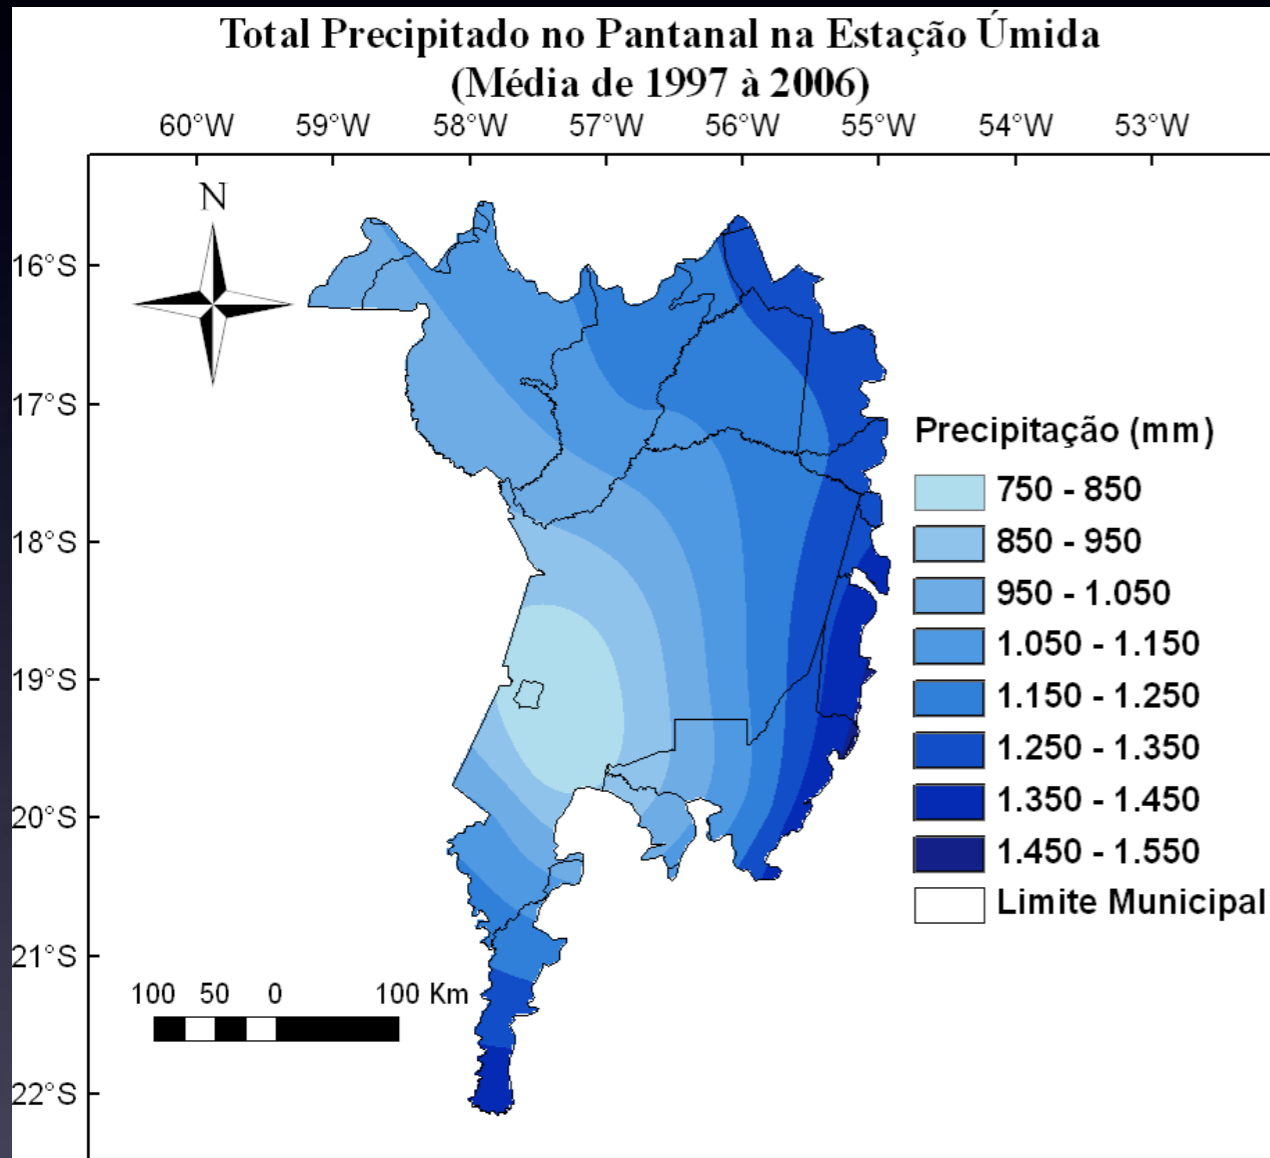 Total Precipitado no Pantanal na Estação Úmida
(Média de 1997 à 2006)
60°W 59°W 58°W 57°W 56°W 55°W 54°W 53°W
N
16°S
17°S
18°S
19°S
20°S
21°S
22°S
Precipitação (mm)
750 - 850
850 - 950
950 - 1.050
1.050 - 1.150
1.150 - 1.250
1.250 - 1.350
1.350 - 1.450
1.450 - 1.550
Limite Municipal
100 50 0 100 Km